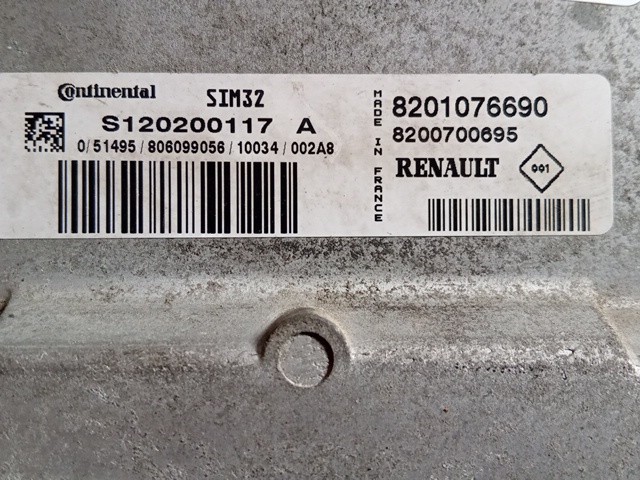 Continental SIM32
S120200117 A
0/51495/806099056/10034/002A8
MADE IN FRANCE
8201076690
8200700695
RENAULT
001